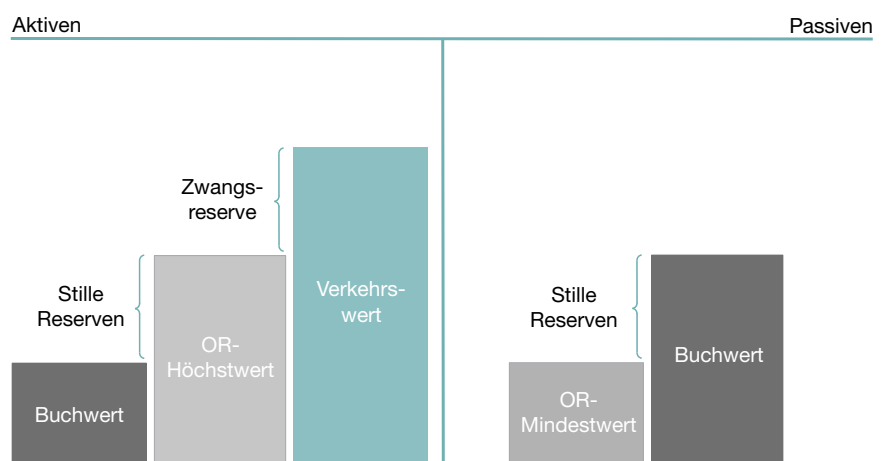 Aktiven
Passiven
Zwangs-
reserve
Stille
Reserven
Verkehrs-
wert
OR-
Höchstwert
Buchwert
Stille
Reserven
Buchwert
OR-
Mindestwert